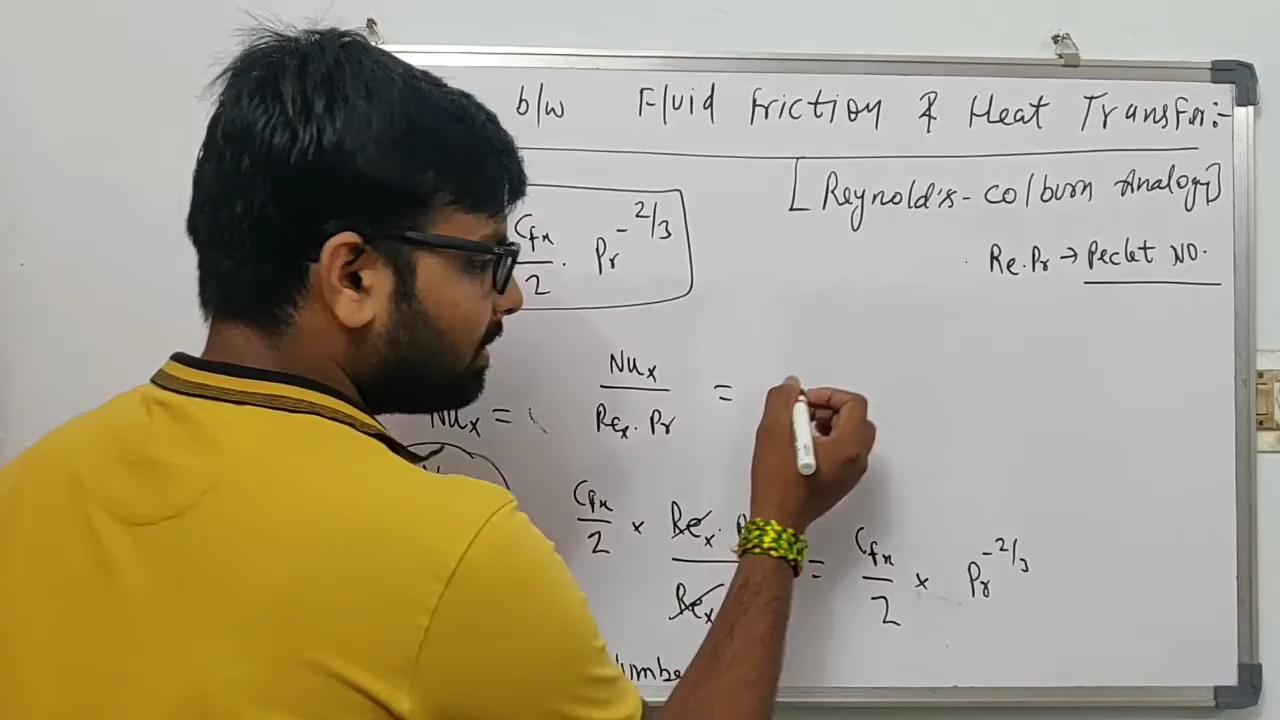 b/w Fluid Friction & Heat Transfer:-
[Reynold's-Colburn Analogy]
Cfx/2 · Pr^-2/3
Re.Pr → Peclet NO.
Nux =
Nux/Rex. Pr =
Cfx/2 × Rex. / Rex = Cfx/2 × Pr^-2/3